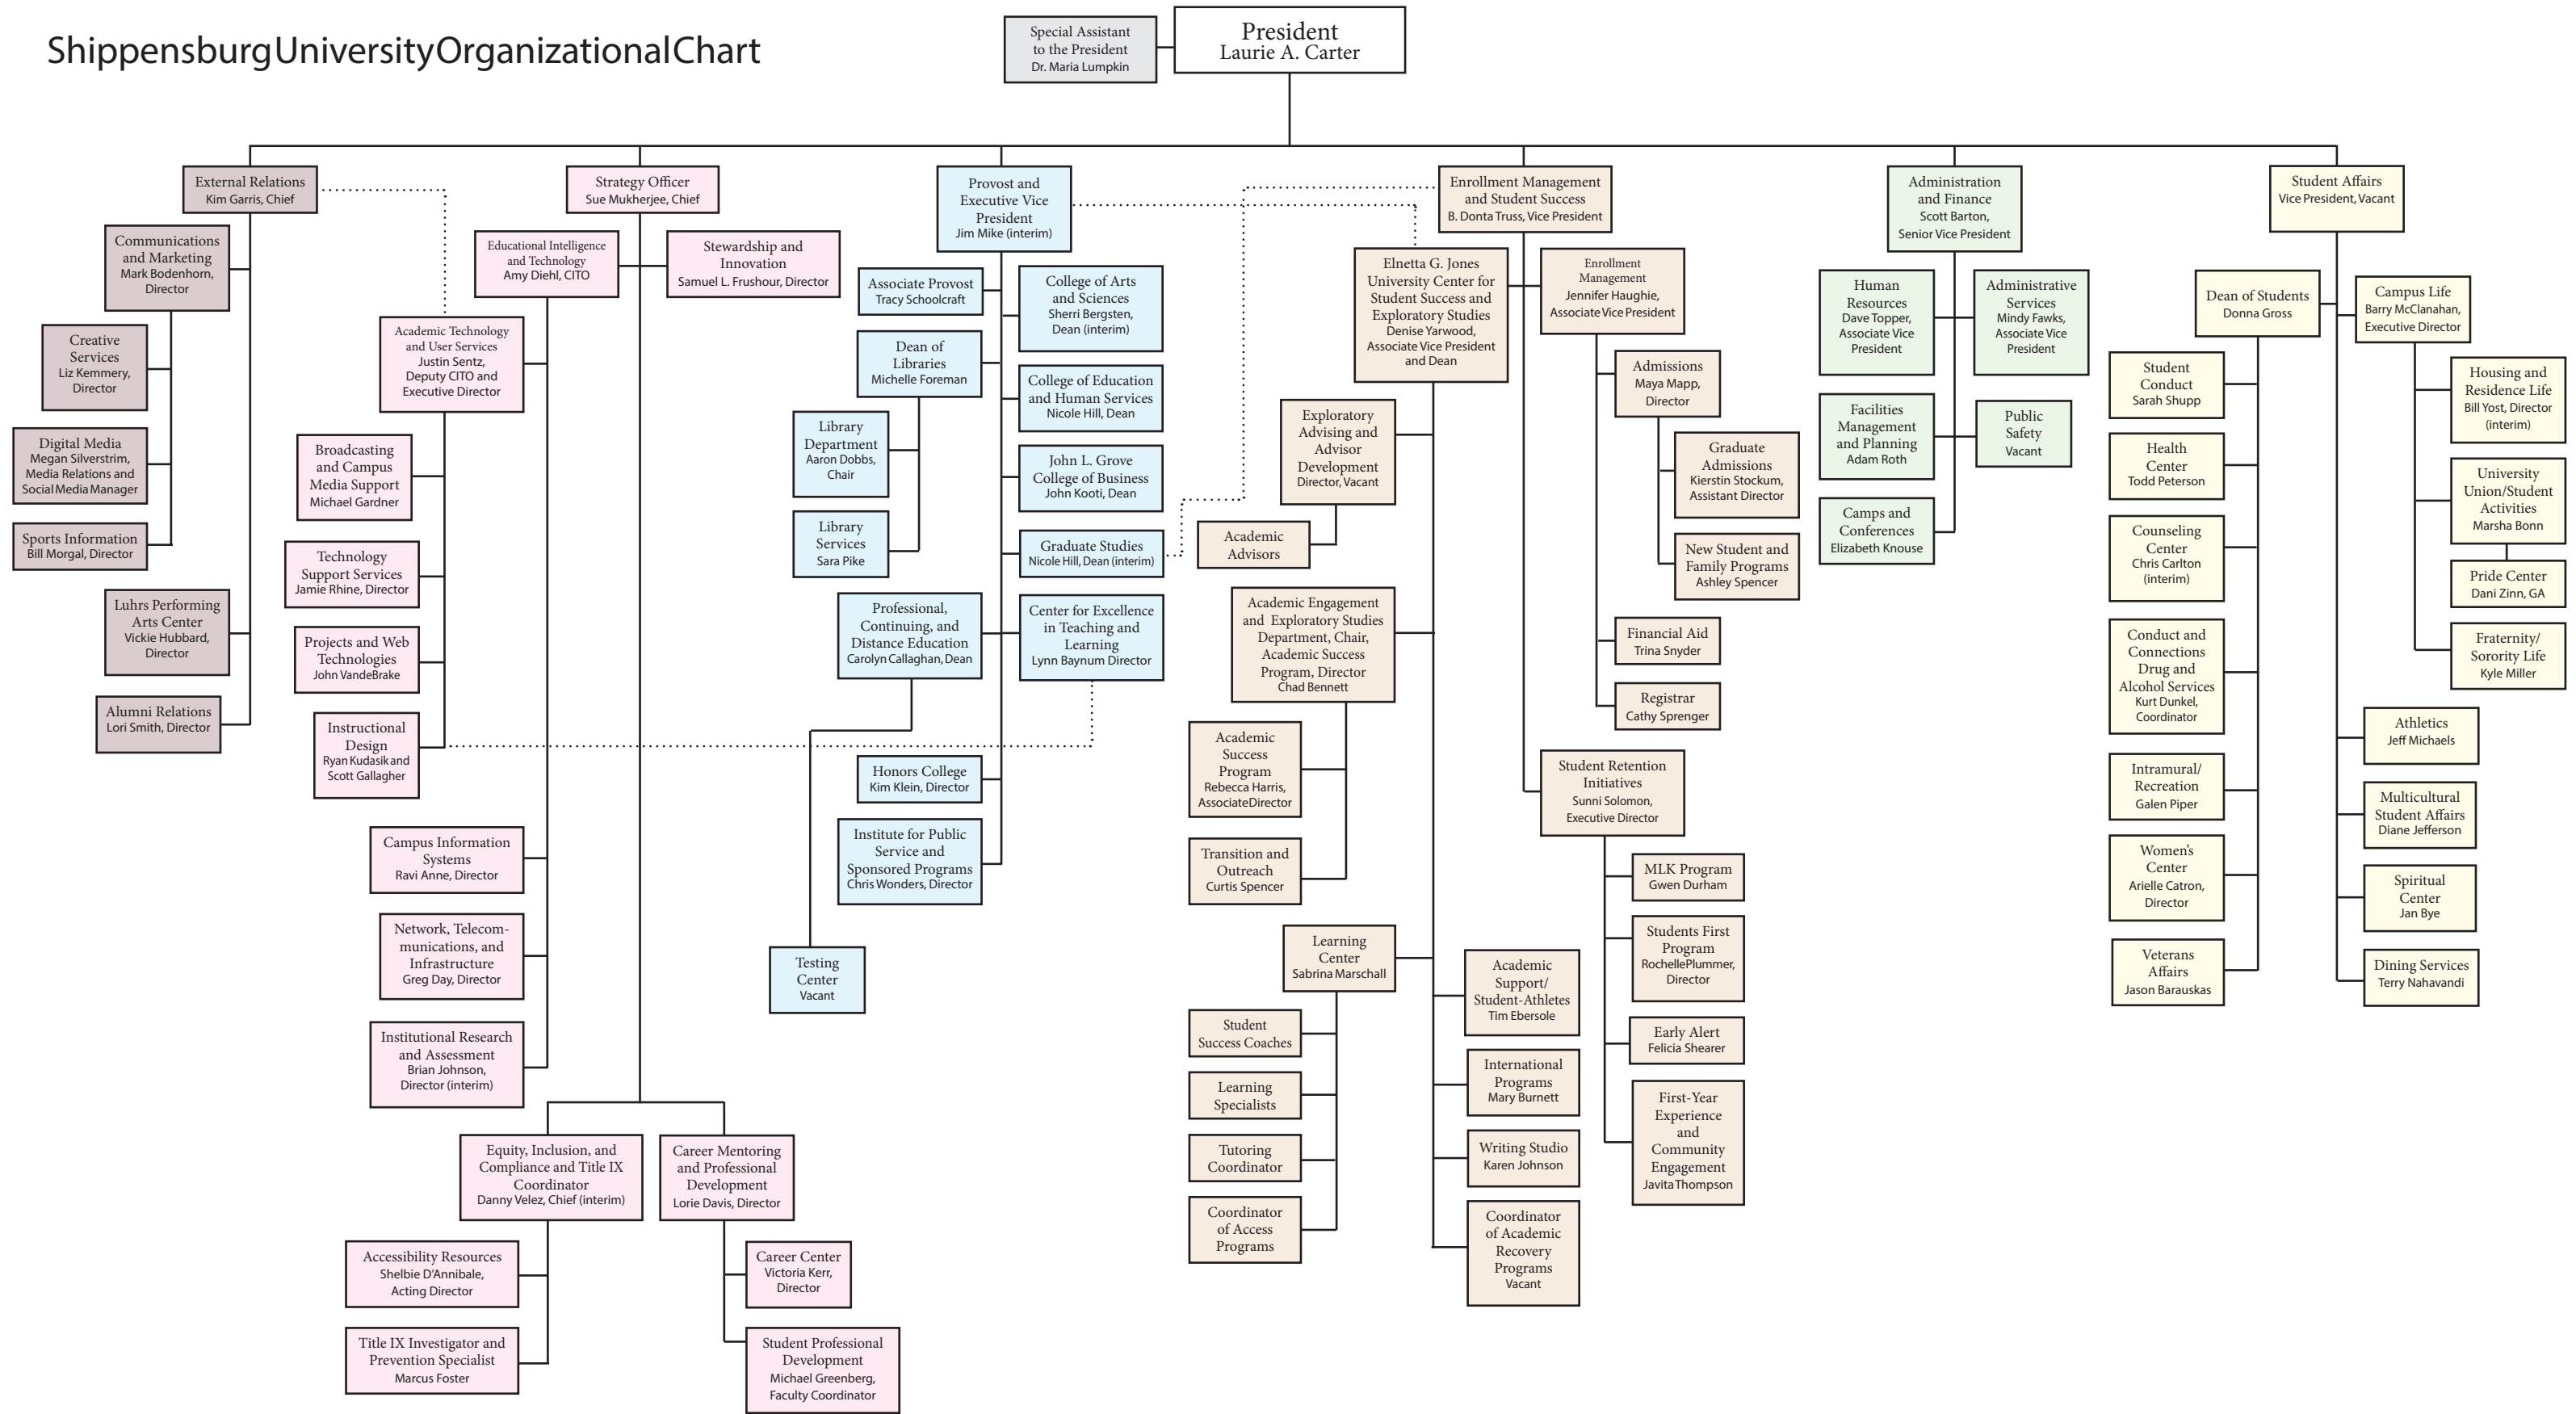 ShippensburgUniversityOrganizationalChart
Special Assistant
to the President
Dr. Maria Lumpkin
President
Laurie A. Carter
External Relations
Kim Garris, Chief
Communications
and Marketing
Mark Bodenhorn,
Director
Creative
Services
Liz Kemmery,
Director
Digital Media
Megan Silverstrim,
Media Relations and
Social Media Manager
Sports Information
Bill Morgal, Director
Luhrs Performing
Arts Center
Vickie Hubbard,
Director
Alumni Relations
Lori Smith, Director
Strategy Officer
Sue Mukherjee, Chief
Educational Intelligence
and Technology
Amy Diehl, CITO
Stewardship and
Innovation
Samuel L. Frushour, Director
Academic Technology
and User Services
Justin Sentz,
Deputy CITO and
Executive Director
Broadcasting
and Campus
Media Support
Michael Gardner
Technology
Support Services
Jamie Rhine, Director
Projects and Web
Technologies
John VandeBrake
Instructional
Design
Ryan Kudasik and
Scott Gallagher
Campus Information
Systems
Ravi Anne, Director
Network, Telecom-
munications, and
Infrastructure
Greg Day, Director
Institutional Research
and Assessment
Brian Johnson,
Director (interim)
Equity, Inclusion, and
Compliance and Title IX
Coordinator
Danny Velez, Chief (interim)
Accessibility Resources
Shelbie D'Annibale,
Acting Director
Title IX Investigator and
Prevention Specialist
Marcus Foster
Career Mentoring
and Professional
Development
Lorie Davis, Director
Career Center
Victoria Kerr,
Director
Student Professional
Development
Michael Greenberg,
Faculty Coordinator
Provost and
Executive Vice
President
Jim Mike (interim)
Associate Provost
Tracy Schoolcraft
Dean of
Libraries
Michelle Foreman
Library
Department
Aaron Dobbs,
Chair
Library
Services
Sara Pike
College of Arts
and Sciences
Sherri Bergsten,
Dean (interim)
College of Education
and Human Services
Nicole Hill, Dean
John L. Grove
College of Business
John Kooti, Dean
Graduate Studies
Nicole Hill, Dean (interim)
Professional,
Continuing, and
Distance Education
Carolyn Callaghan, Dean
Center for Excellence
in Teaching and
Learning
Lynn Baynum Director
Honors College
Kim Klein, Director
Institute for Public
Service and
Sponsored Programs
Chris Wonders, Director
Testing
Center
Vacant
Enrollment Management
and Student Success
B. Donta Truss, Vice President
Elnetta G. Jones
University Center for
Student Success and
Exploratory Studies
Denise Yarwood,
Associate Vice President
and Dean
Exploratory
Advising and
Advisor
Development
Director, Vacant
Academic
Advisors
Academic Engagement
and Exploratory Studies
Department, Chair,
Academic Success
Program, Director
Chad Bennett
Academic
Success
Program
Rebecca Harris,
AssociateDirector
Transition and
Outreach
Curtis Spencer
Learning
Center
Sabrina Marschall
Student
Success Coaches
Learning
Specialists
Tutoring
Coordinator
Coordinator
of Access
Programs
Academic
Support/
Student-Athletes
Tim Ebersole
International
Programs
Mary Burnett
Writing Studio
Karen Johnson
Coordinator
of Academic
Recovery
Programs
Vacant
Enrollment
Management
Jennifer Haughie,
Associate Vice President
Admissions
Maya Mapp,
Director
Graduate
Admissions
Kierstin Stockum,
Assistant Director
New Student and
Family Programs
Ashley Spencer
Financial Aid
Trina Snyder
Registrar
Cathy Sprenger
Student Retention
Initiatives
Sunni Solomon,
Executive Director
MLK Program
Gwen Durham
Students First
Program
RochellePlummer,
Director
Early Alert
Felicia Shearer
First-Year
Experience
and
Community
Engagement
Javita Thompson
Administration
and Finance
Scott Barton,
Senior Vice President
Human
Resources
Dave Topper,
Associate Vice
President
Administrative
Services
Mindy Fawks,
Associate Vice
President
Facilities
Management
and Planning
Adam Roth
Public
Safety
Vacant
Camps and
Conferences
Elizabeth Knouse
Student Affairs
Vice President, Vacant
Dean of Students
Donna Gross
Student
Conduct
Sarah Shupp
Health
Center
Todd Peterson
Counseling
Center
Chris Carlton
(interim)
Conduct and
Connections
Drug and
Alcohol Services
Kurt Dunkel,
Coordinator
Intramural/
Recreation
Galen Piper
Women's
Center
Arielle Catron,
Director
Veterans
Affairs
Jason Barauskas
Campus Life
Barry McClanahan,
Executive Director
Housing and
Residence Life
Bill Yost, Director
(interim)
University
Union/Student
Activities
Marsha Bonn
Pride Center
Dani Zinn, GA
Fraternity/
Sorority Life
Kyle Miller
Athletics
Jeff Michaels
Multicultural
Student Affairs
Diane Jefferson
Spiritual
Center
Jan Bye
Dining Services
Terry Nahavandi